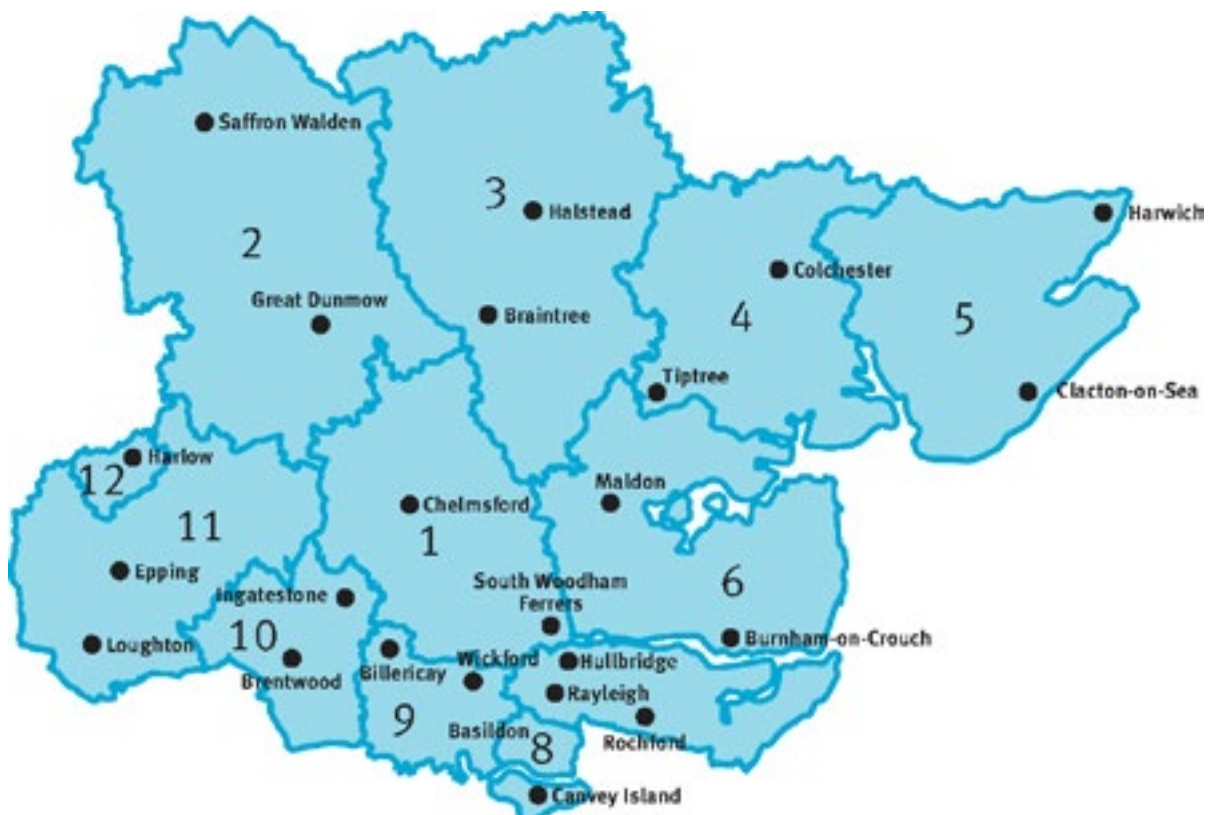 Saffron Walden
3
Halstead
Harwich
2
Colchester
Great Dunmow
Braintree
4
5
Tiptree
Clacton-on-Sea
Harlow
12
Maldon
Chelmsford
11
1
Epping
South Woodham
Ferrers
6
Ingatestone
10
Burnham-on-Crouch
Loughton
Billericay
Wickford
Hullbridge
Brentwood
Rayleigh
9
Basildon
Rochford
8
Canvey Island